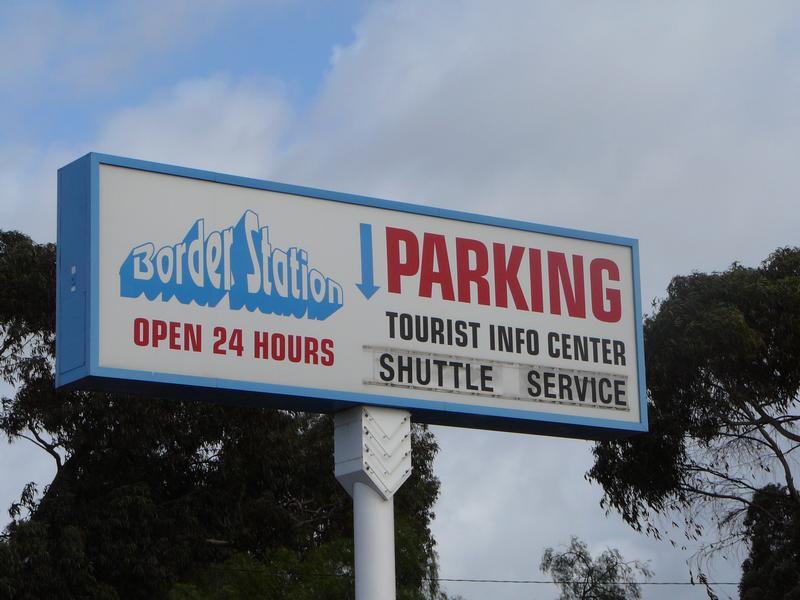 Border Station
OPEN 24 HOURS
PARKING
TOURIST INFO CENTER
SHUTTLE SERVICE